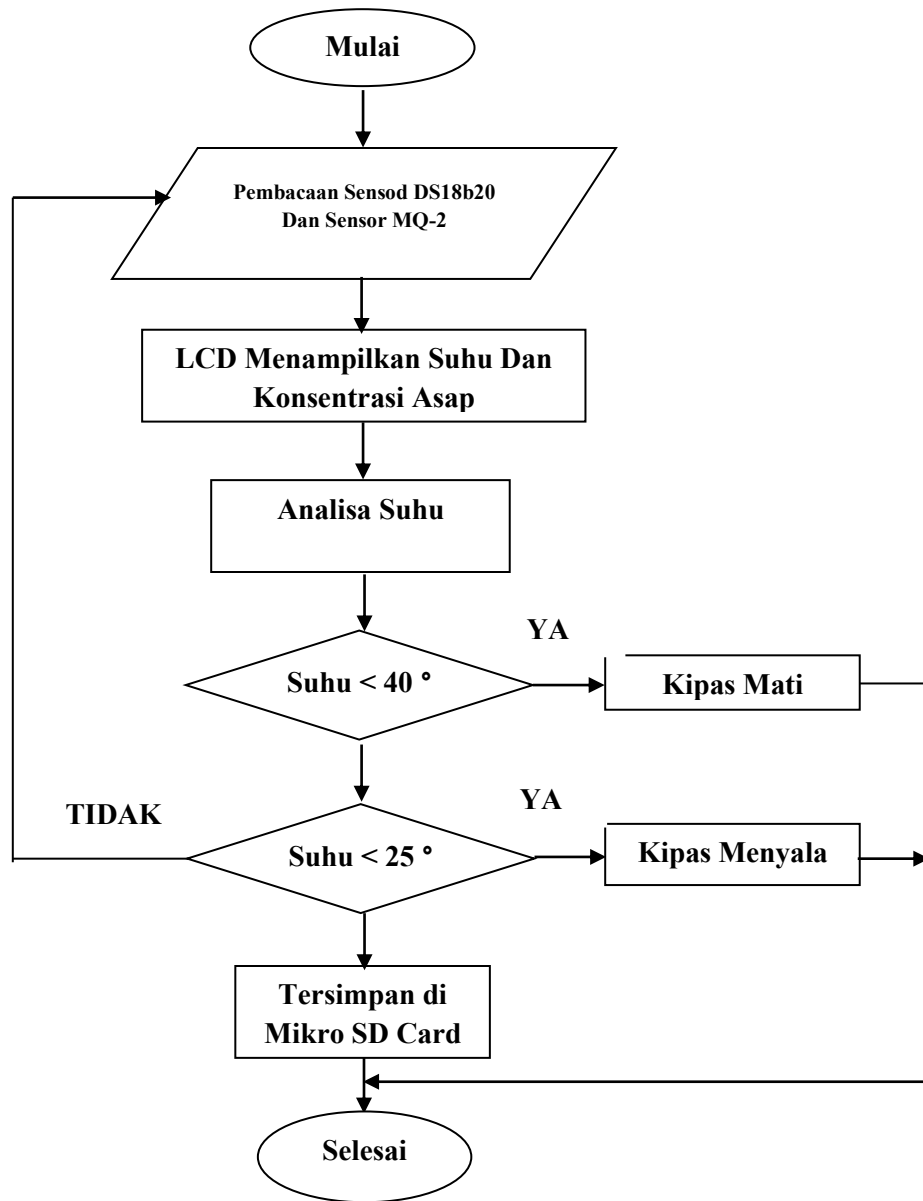 Mulai
Pembacaan Sensod DS18b20
Dan Sensor MQ-2
LCD Menampilkan Suhu Dan
Konsentrasi Asap
Analisa Suhu
YA
Suhu < 40 °
Kipas Mati
TIDAK
YA
Suhu < 25 °
Kipas Menyala
Tersimpan di
Mikro SD Card
Selesai